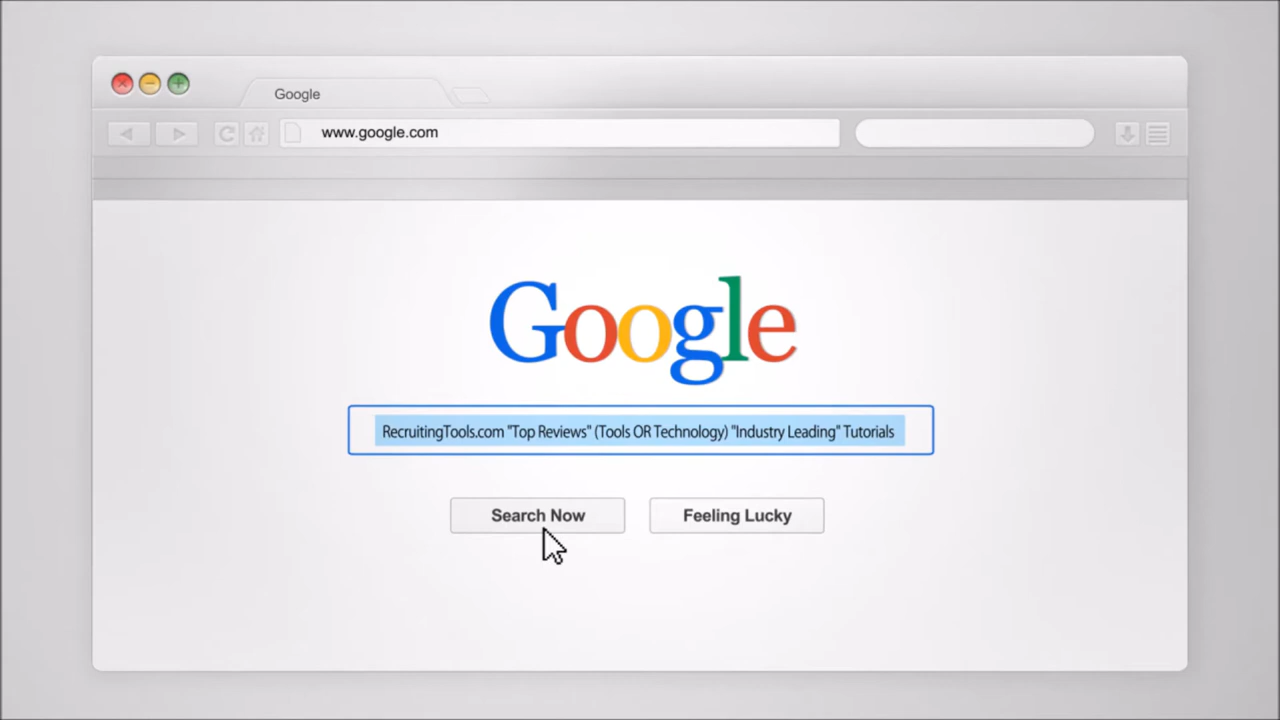 Google
www.google.com
Google
RecruitingTools.com "Top Reviews" (Tools OR Technology) "Industry Leading" Tutorials
Search Now
Feeling Lucky